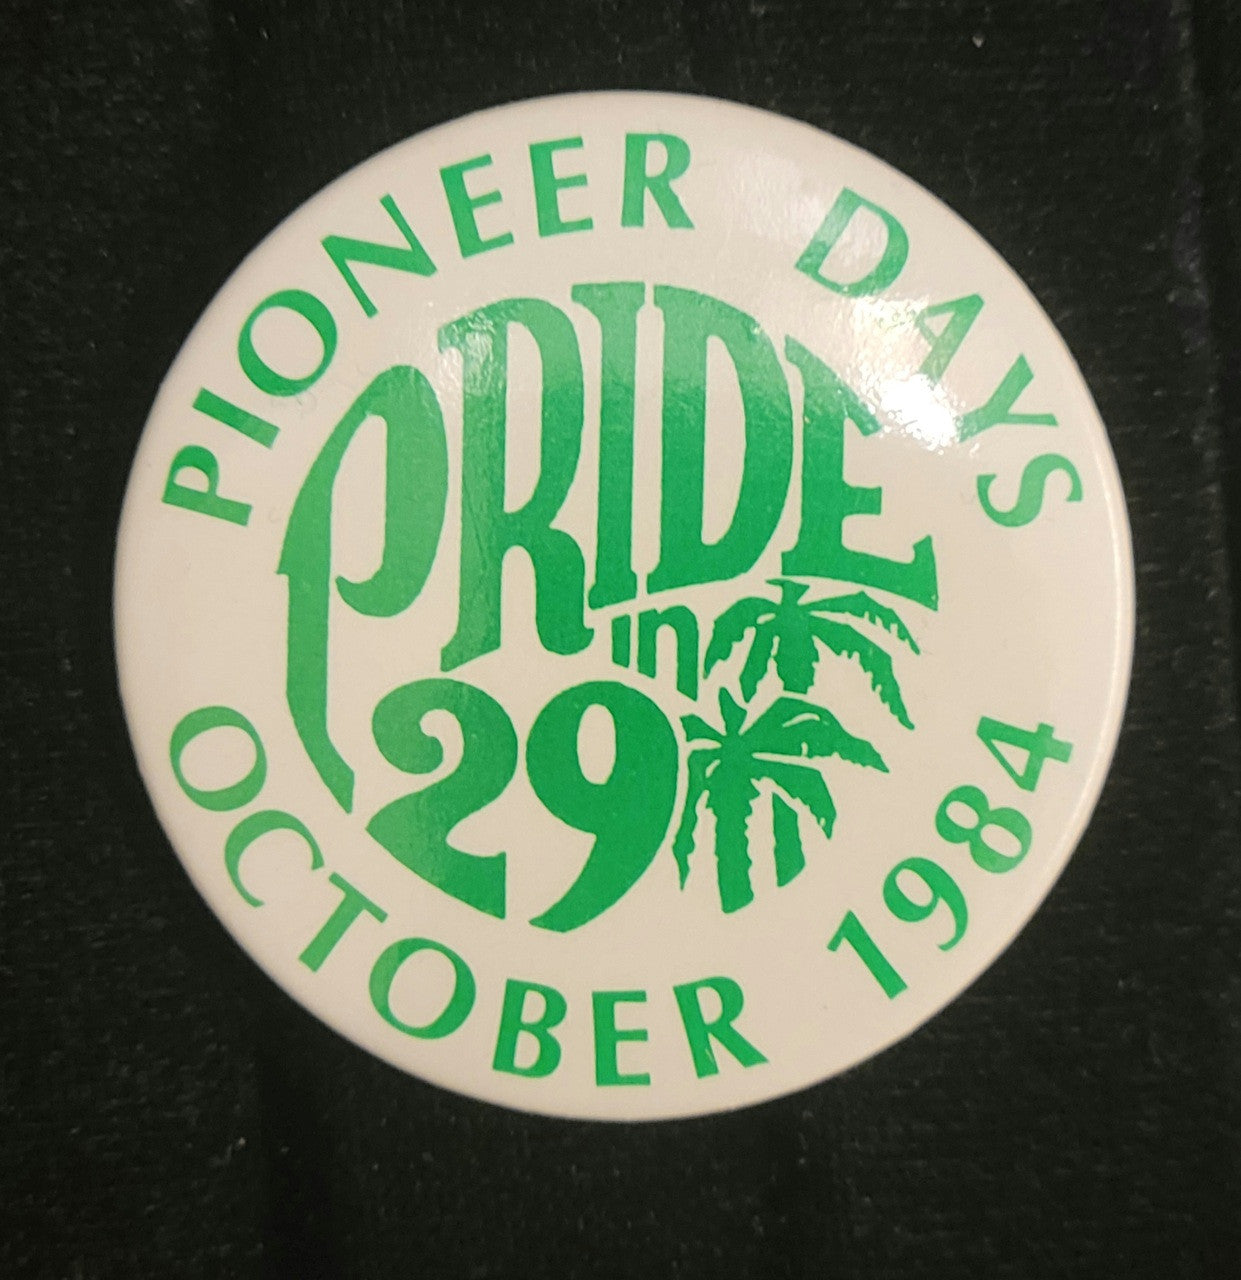 PIONEER DAYS
PRIDE
in
29
OCTOBER 1984